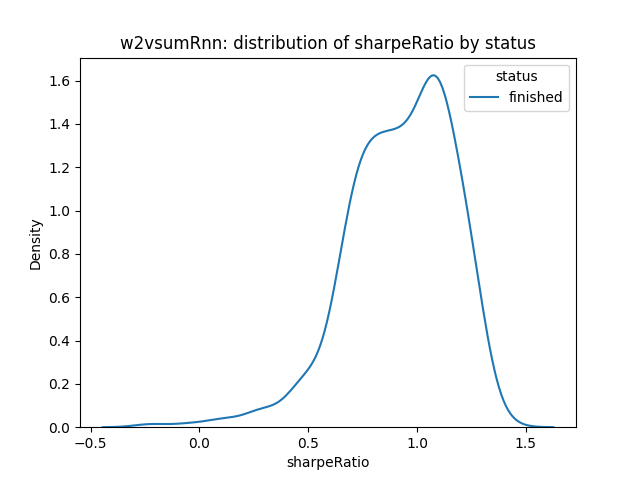 w2vsumRnn: distribution of sharpeRatio by status
status
finished
1.6
1.4
1.2
1.0
0.8
0.6
0.4
0.2
0.0
Density
−0.5 0.0 0.5 1.0 1.5
sharpeRatio